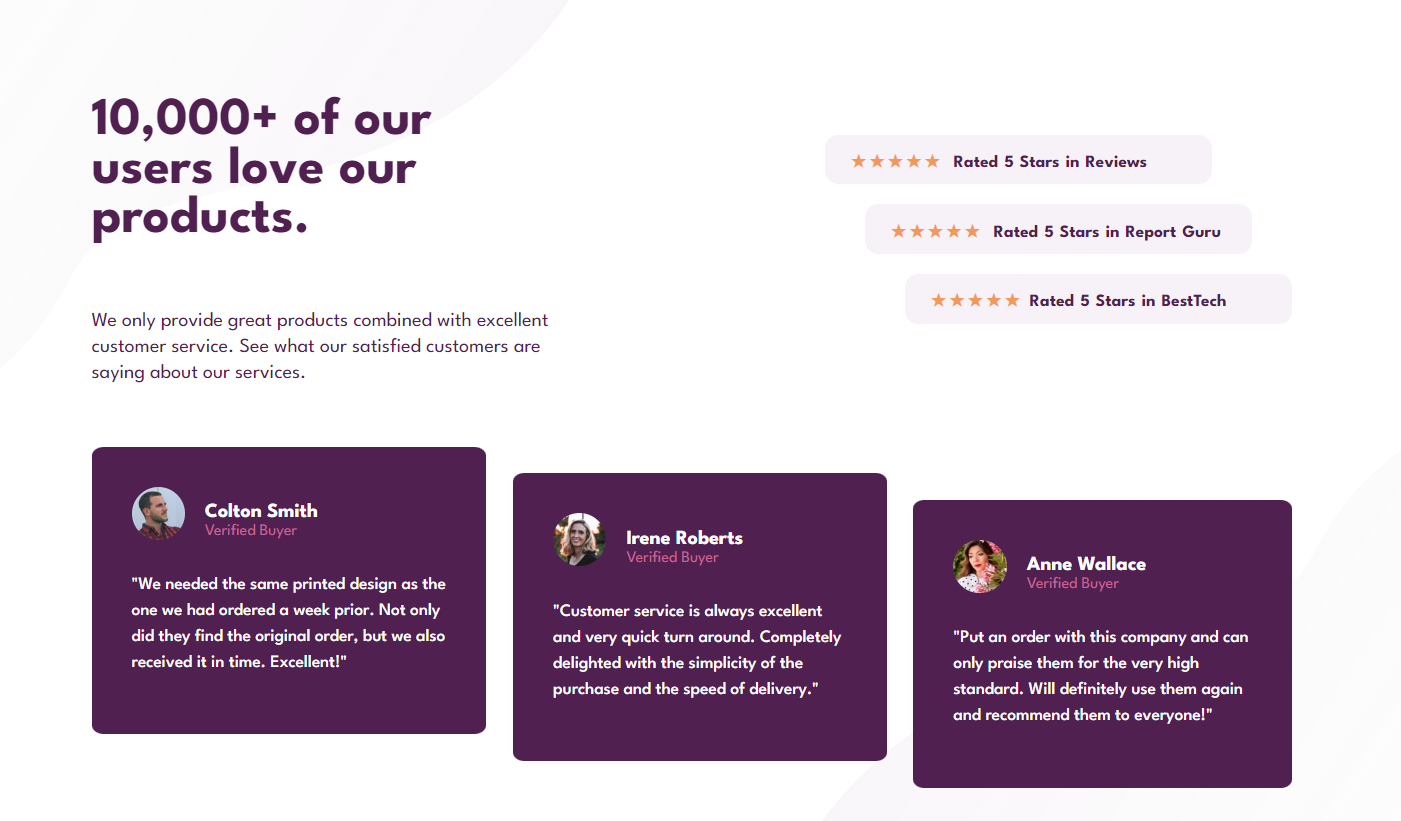 10,000+ of our
users love our
products.
We only provide great products combined with excellent
customer service. See what our satisfied customers are
saying about our services.
★★★★★ Rated 5 Stars in Reviews
★★★★★ Rated 5 Stars in Report Guru
★★★★★ Rated 5 Stars in BestTech
Colton Smith
Verified Buyer
"We needed the same printed design as the
one we had ordered a week prior. Not only
did they find the original order, but we also
received it in time. Excellent!"
Irene Roberts
Verified Buyer
"Customer service is always excellent
and very quick turn around. Completely
delighted with the simplicity of the
purchase and the speed of delivery."
Anne Wallace
Verified Buyer
"Put an order with this company and can
only praise them for the very high
standard. Will definitely use them again
and recommend them to everyone!"